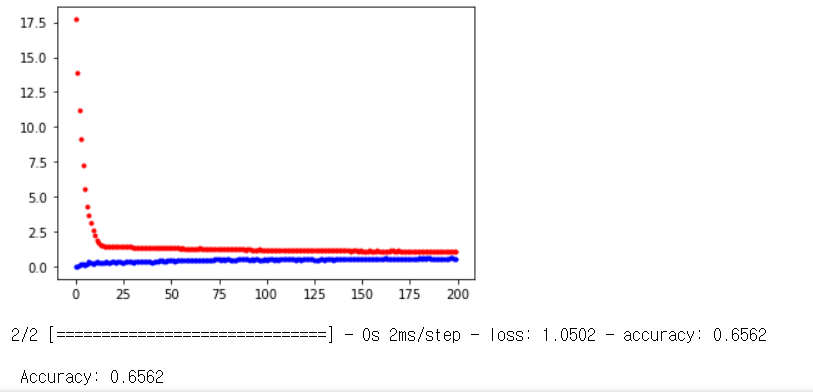 17.5
15.0
12.5
10.0
7.5
5.0
2.5
0.0
0 25 50 75 100 125 150 175 200
2/2 [==============================] - 0s 2ms/step - loss: 1.0502 - accuracy: 0.6562
Accuracy: 0.6562